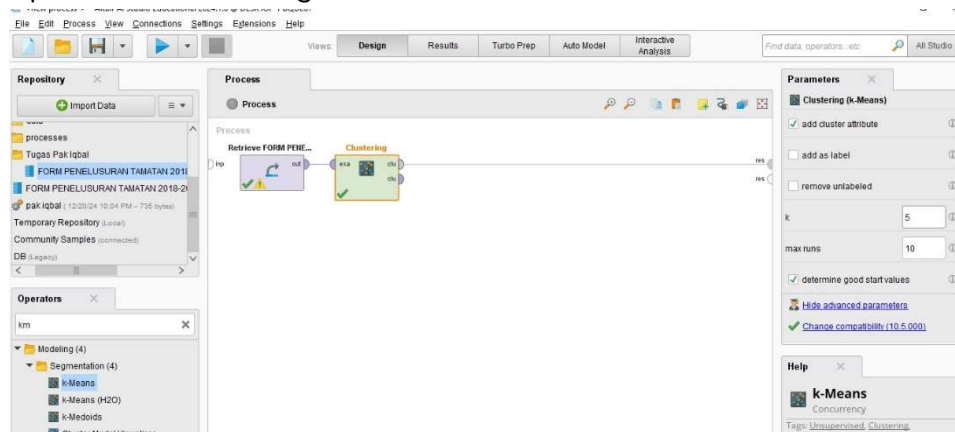 File Edit Process View Connections Settings Extensions Help
Views: Design Results Turbo Prep Auto Model Interactive Analysis
Find data, operators...etc
All Studio
Repository
Import Data
processes
Tugas Pak Iqbal
FORM PENELUSURAN TAMATAN 2018
FORM PENELUSURAN TAMATAN 2018-20
pak iqbal (12/20/24 10:04 PM – 735 bytes)
Temporary Repository (Local)
Community Samples (connected)
DB (Legacy)
Operators
km
Modeling (4)
Segmentation (4)
k-Means
k-Means (H2O)
k-Medoids
Process
Process
Process
Retrieve FORM PENE...
Clustering
inp
out
exa
clu
clu
res
res
Parameters
Clustering (k-Means)
add cluster attribute
add as label
remove unlabeled
k 5
max runs 10
determine good start values
Hide advanced parameters
Change compatibility (10.5.000)
Help
k-Means
Concurrency
Tags: Unsupervised, Clustering,